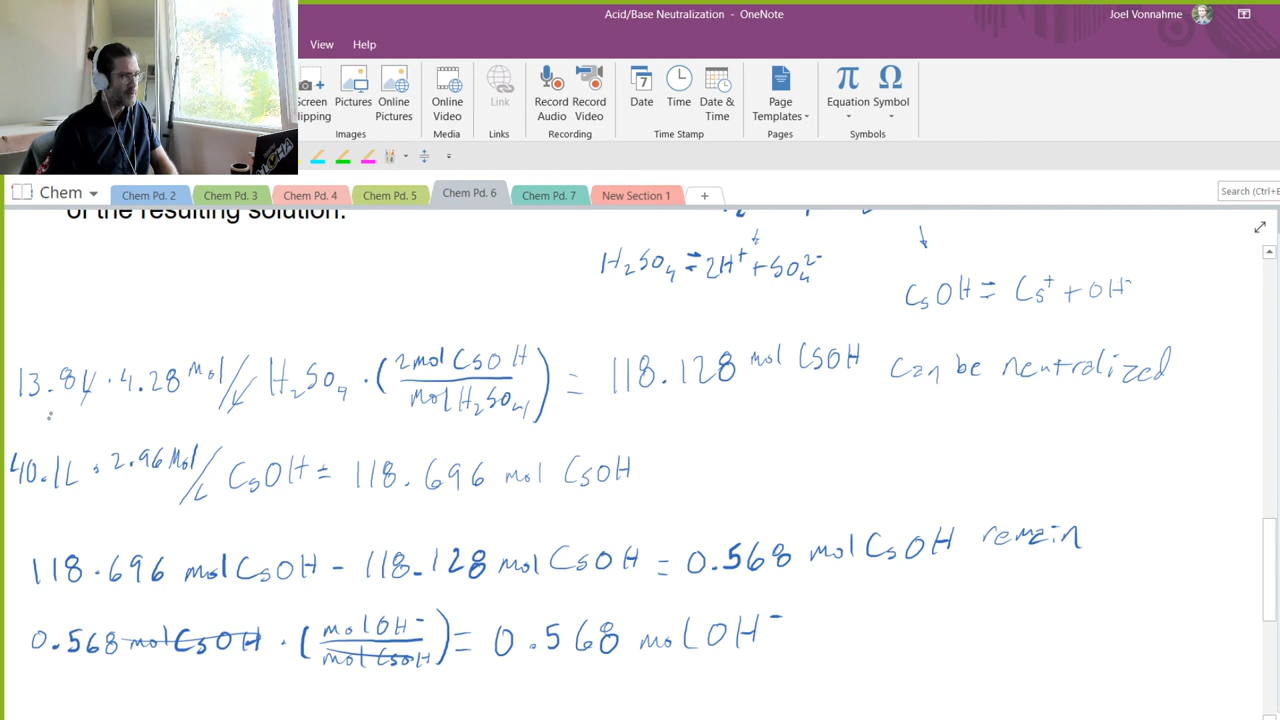 Acid/Base Neutralization - OneNote
Joel Vonnahme
View Help
Pictures Online Pictures Online Video Link Record Audio Record Video Date Time Date & Time Page Templates Equation Symbol
Images Media Links Recording Time Stamp Pages Symbols
Chem Chem Pd. 2 Chem Pd. 3 Chem Pd. 4 Chem Pd. 5 Chem Pd. 6 Chem Pd. 7 New Section 1 + Search (Ctrl+E
of the resulting solution.
H₂SO₄ ⇌ 2H⁺ + SO₄²⁻
CsOH = Cs⁺ + OH⁻
13.8L · 4.28 mol/L H₂SO₄ · (2mol CsOH / mol H₂SO₄) = 118.128 mol CsOH can be neutralized
40.1L · 2.96 mol/L CsOH = 118.696 mol CsOH
118.696 mol CsOH - 118.128 mol CsOH = 0.568 mol CsOH remain
0.568 mol CsOH · (mol OH⁻ / mol CsOH) = 0.568 mol OH⁻